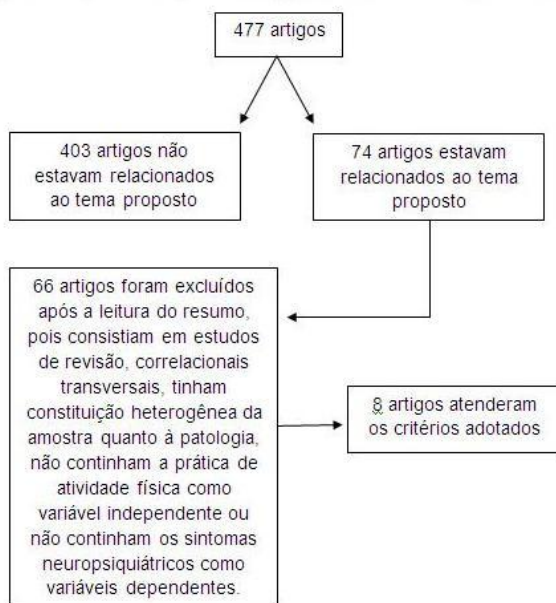 477 artigos
403 artigos não
estavam relacionados
ao tema proposto
74 artigos estavam
relacionados ao tema
proposto
66 artigos foram excluídos
após a leitura do resumo,
pois consistiam em estudos
de revisão, correlacionais
transversais, tinham
constituição heterogênea da
amostra quanto à patologia,
não continham a prática de
atividade física como
variável independente ou
não continham os sintomas
neuropsiquiátricos como
variáveis dependentes.
8 artigos atenderam
os critérios adotados